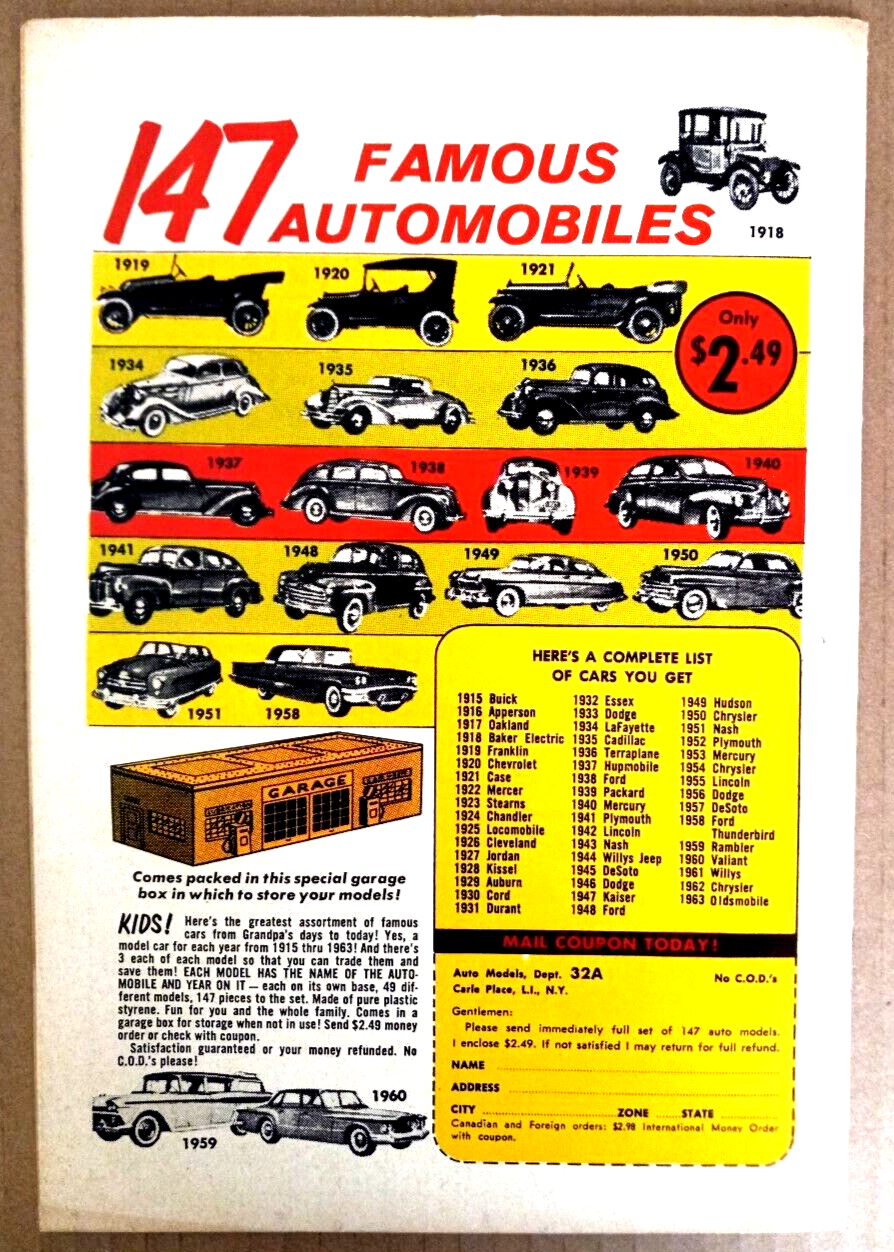 147
FAMOUS
AUTOMOBILES
1918
1919
1920
1921
Only
$2.49
1934
1935
1936
1937
1938
1939
1940
1941
1948
1949
1950
1951
1958
GARAGE
Comes packed in this special garage
box in which to store your models!
KIDS! Here's the greatest assortment of famous
cars from Grandpa's days to today! Yes, a
model car for each year from 1915 thru 1963! And there's
3 each of each model so that you can trade them and
save them! EACH MODEL HAS THE NAME OF THE AUTO-
MOBILE AND YEAR ON IT — each on its own base, 49 dif-
ferent models, 147 pieces to the set. Made of pure plastic
styrene. Fun for you and the whole family. Comes in a
garage box for storage when not in use! Send $2.49 money
order or check with coupon.
Satisfaction guaranteed or your money refunded. No
C.O.D.'s please!
1959
1960
HERE'S A COMPLETE LIST
OF CARS YOU GET
1915 Buick
1916 Apperson
1917 Oakland
1918 Baker Electric
1919 Franklin
1920 Chevrolet
1921 Case
1922 Mercer
1923 Stearns
1924 Chandler
1925 Locomobile
1926 Cleveland
1927 Jordan
1928 Kissel
1929 Auburn
1930 Cord
1931 Durant
1932 Essex
1933 Dodge
1934 LaFayette
1935 Cadillac
1936 Terraplane
1937 Hupmobile
1938 Ford
1939 Packard
1940 Mercury
1941 Plymouth
1942 Lincoln
1943 Nash
1944 Willys Jeep
1945 DeSoto
1946 Dodge
1947 Kaiser
1948 Ford
1949 Hudson
1950 Chrysler
1951 Nash
1952 Plymouth
1953 Mercury
1954 Chrysler
1955 Lincoln
1956 Dodge
1957 DeSoto
1958 Ford
Thunderbird
1959 Rambler
1960 Valiant
1961 Willys
1962 Chrysler
1963 Oldsmobile
MAIL COUPON TODAY!
Auto Models, Dept. 32A No C.O.D.'s
Carle Place, L.I., N.Y.
Gentlemen:
Please send immediately full set of 147 auto models.
I enclose $2.49. If not satisfied I may return for full refund.
NAME
ADDRESS
CITY ZONE STATE
Canadian and Foreign orders: $2.98 International Money Order
with coupon.